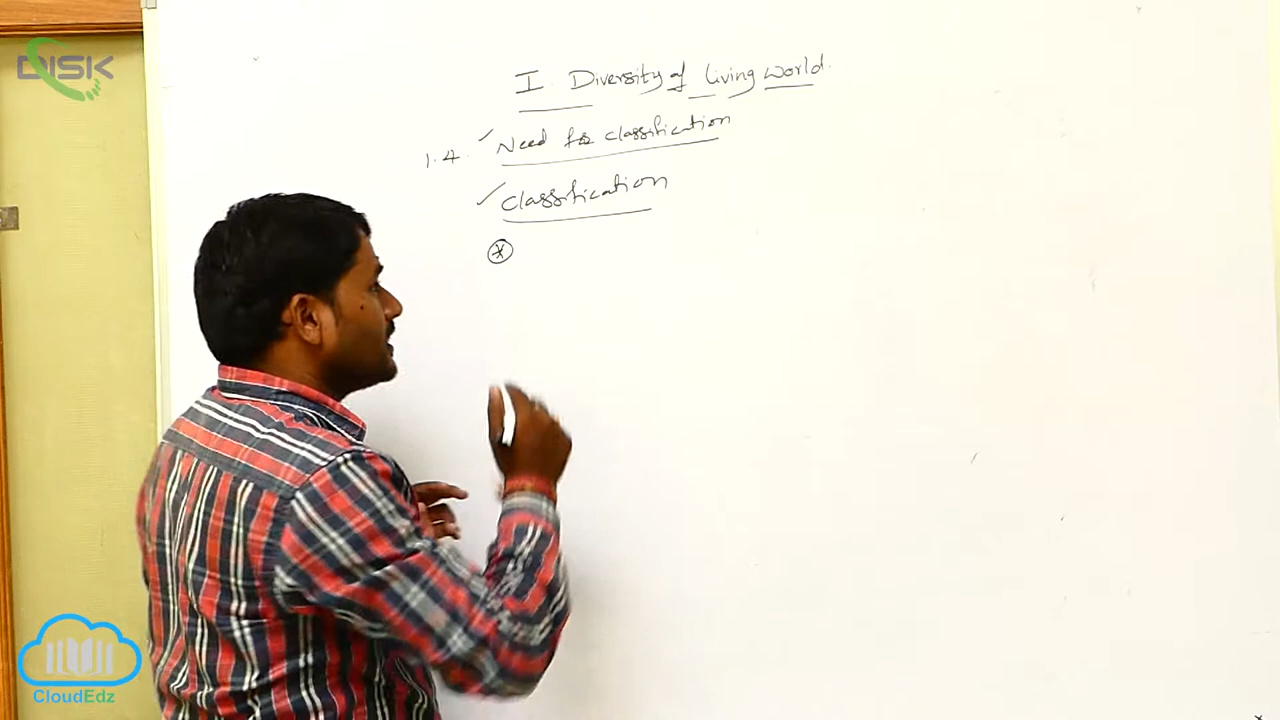 DISK
I. Diversity of Living world.
1.4. ✓ Need for classification
✓ Classification
*
CloudEdz